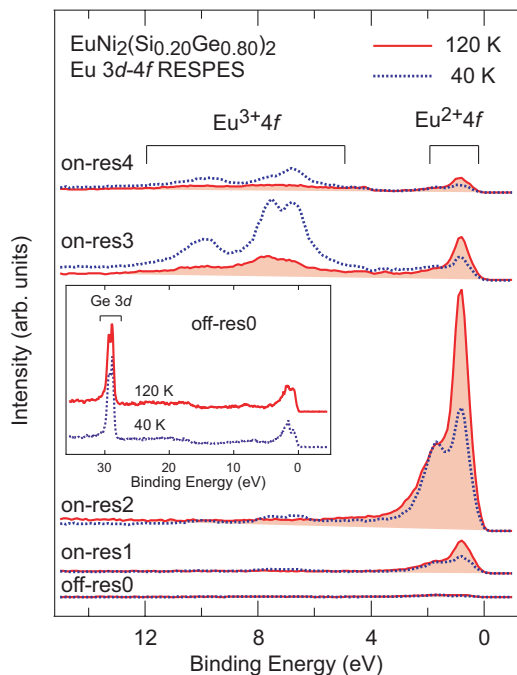 EuNi2(Si0.20Ge0.80)2
Eu 3d-4f RESPES
120 K
40 K
Eu3+4f
Eu2+4f
on-res4
on-res3
Ge 3d
off-res0
120 K
40 K
30
20
10
0
Binding Energy (eV)
on-res2
on-res1
off-res0
Intensity (arb. units)
12
8
4
0
Binding Energy (eV)